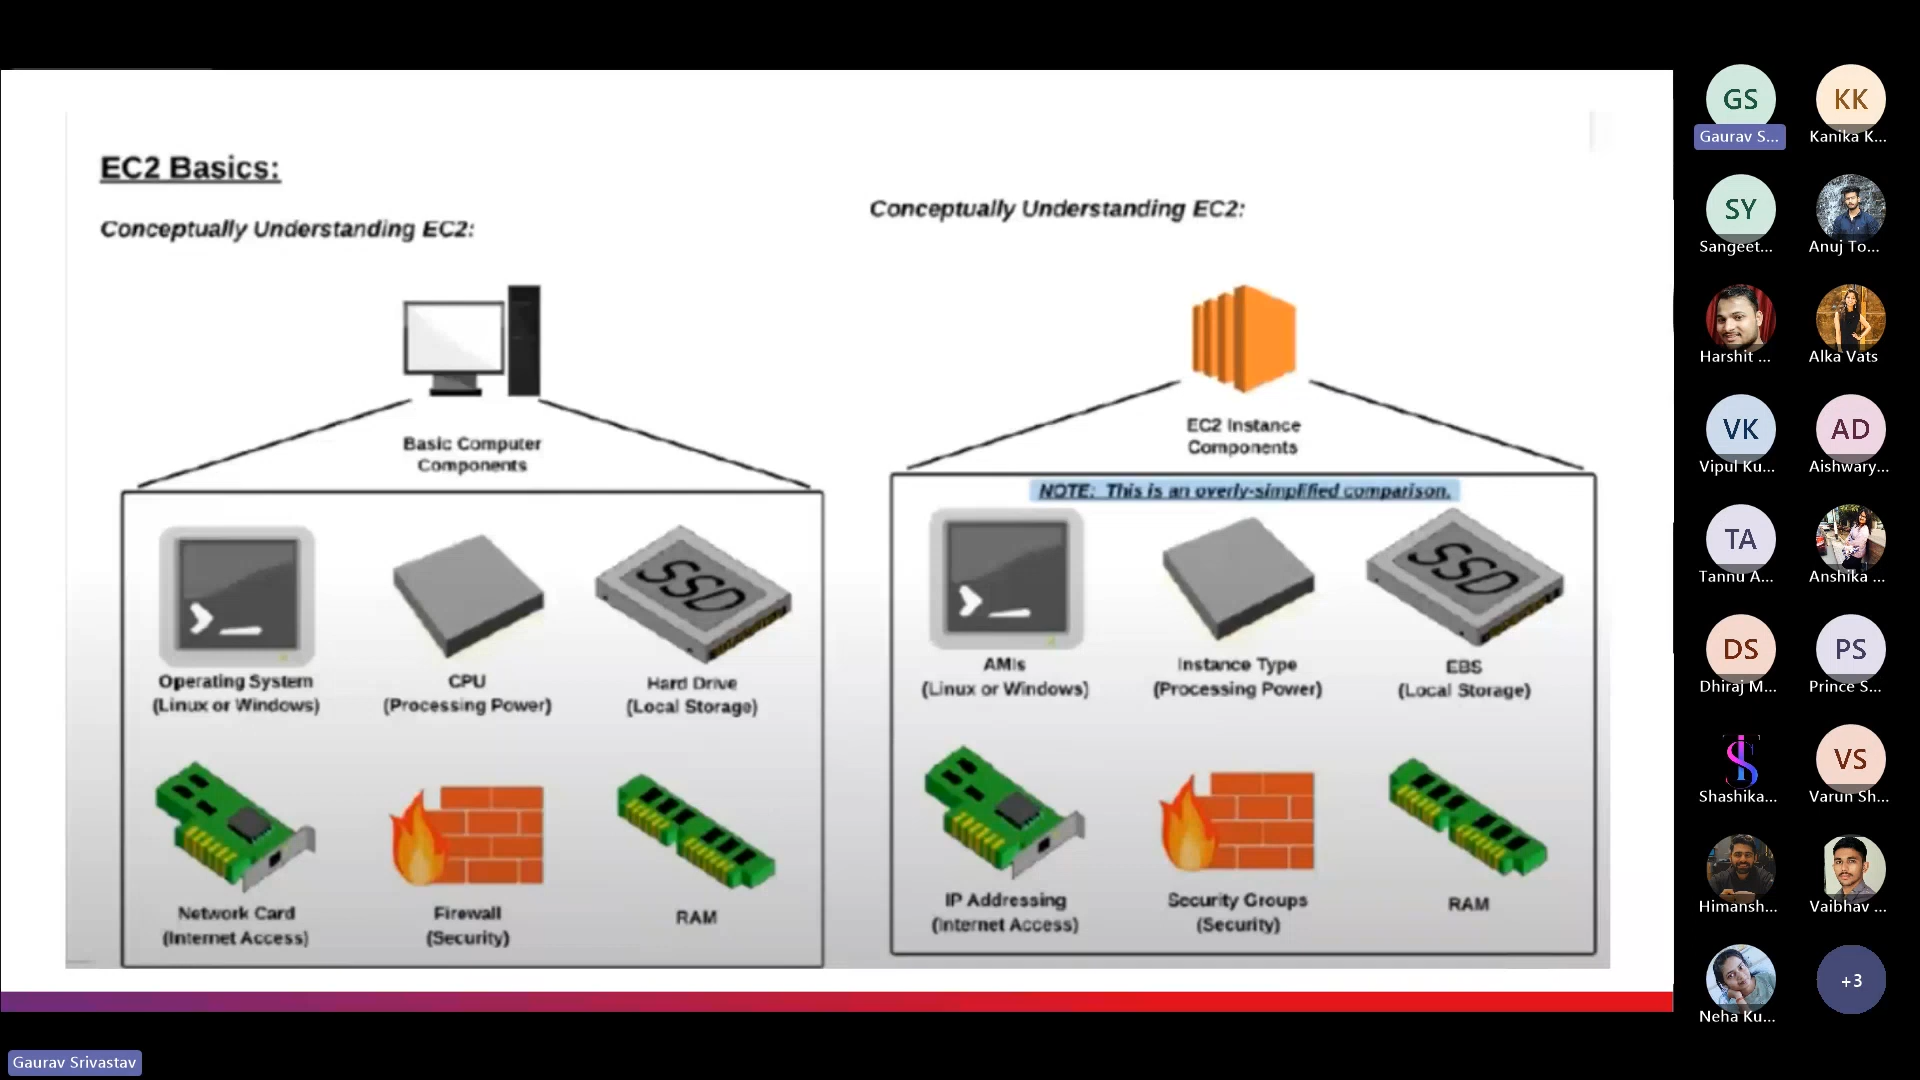 EC2 Basics:
Conceptually Understanding EC2:
Basic Computer
Components
SSD
Operating System
(Linux or Windows)
CPU
(Processing Power)
Hard Drive
(Local Storage)
Network Card
(Internet Access)
Firewall
(Security)
RAM
Conceptually Understanding EC2:
EC2 Instance
Components
NOTE: This is an overly-simplified comparison.
SSD
AMIs
(Linux or Windows)
Instance Type
(Processing Power)
EBS
(Local Storage)
IP Addressing
(Internet Access)
Security Groups
(Security)
RAM
GS
Gaurav S...
KK
Kanika K...
SY
Sangeet...
Anuj To...
Harshit ...
Alka Vats
VK
Vipul Ku...
AD
Aishwary...
TA
Tannu A...
Anshika ...
DS
Dhiraj M...
PS
Prince S...
Shashika...
VS
Varun Sh...
Himansh...
Vaibhav ...
Neha Ku...
+3
Gaurav Srivastav